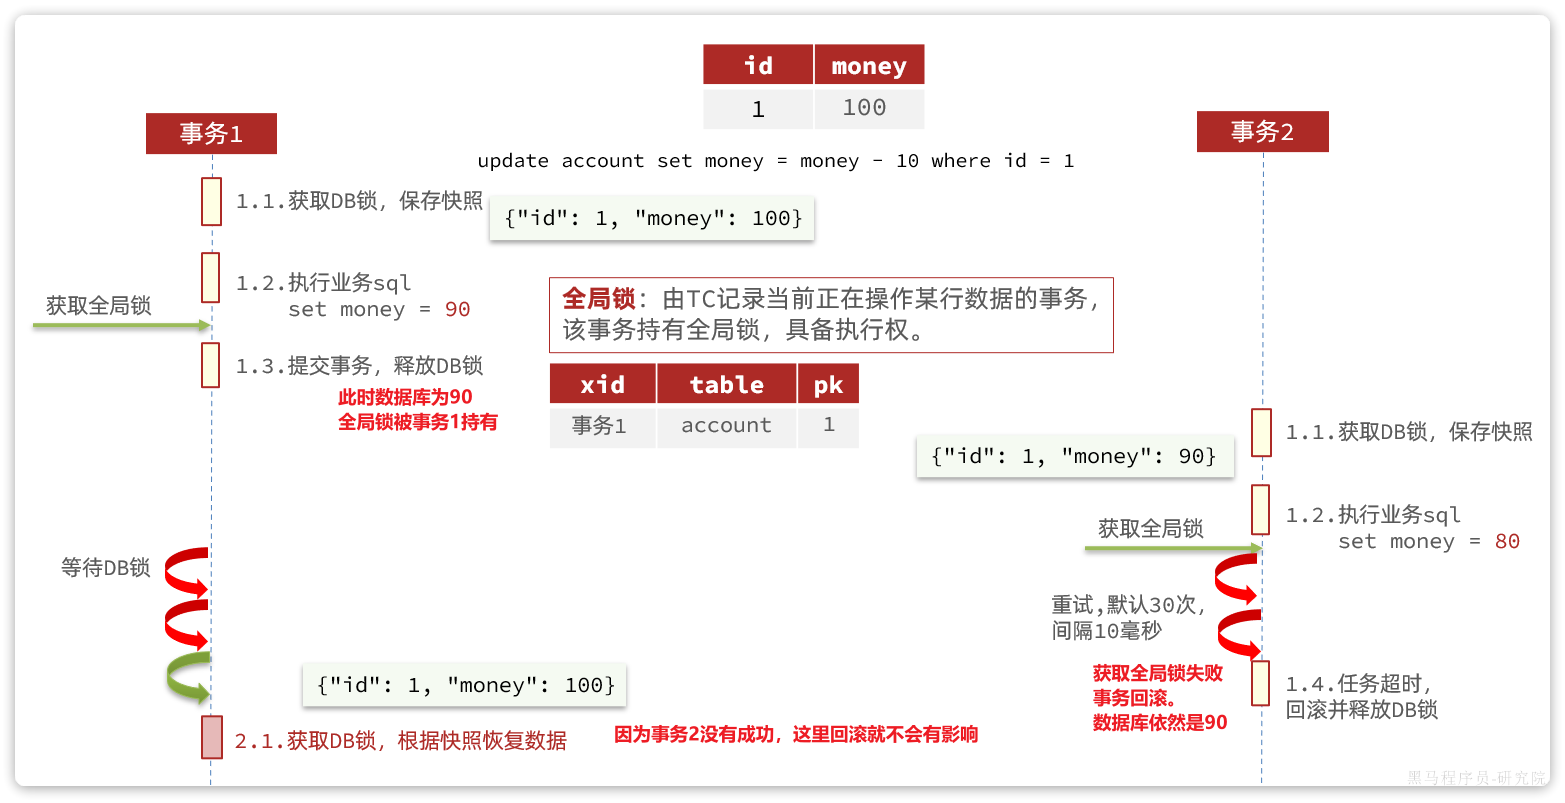 id money
1 100
事务1
事务2
update account set money = money - 10 where id = 1
1.1.获取DB锁，保存快照
{"id": 1, "money": 100}
1.2.执行业务sql
set money = 90
获取全局锁
全局锁：由TC记录当前正在操作某行数据的事务，
该事务持有全局锁，具备执行权。
1.3.提交事务，释放DB锁
此时数据库为90
全局锁被事务1持有
xid table pk
事务1 account 1
1.1.获取DB锁，保存快照
{"id": 1, "money": 90}
1.2.执行业务sql
set money = 80
获取全局锁
等待DB锁
重试,默认30次，
间隔10毫秒
获取全局锁失败
事务回滚。
数据库依然是90
1.4.任务超时，
回滚并释放DB锁
{"id": 1, "money": 100}
2.1.获取DB锁，根据快照恢复数据
因为事务2没有成功，这里回滚就不会有影响
黑马程序员-研究院